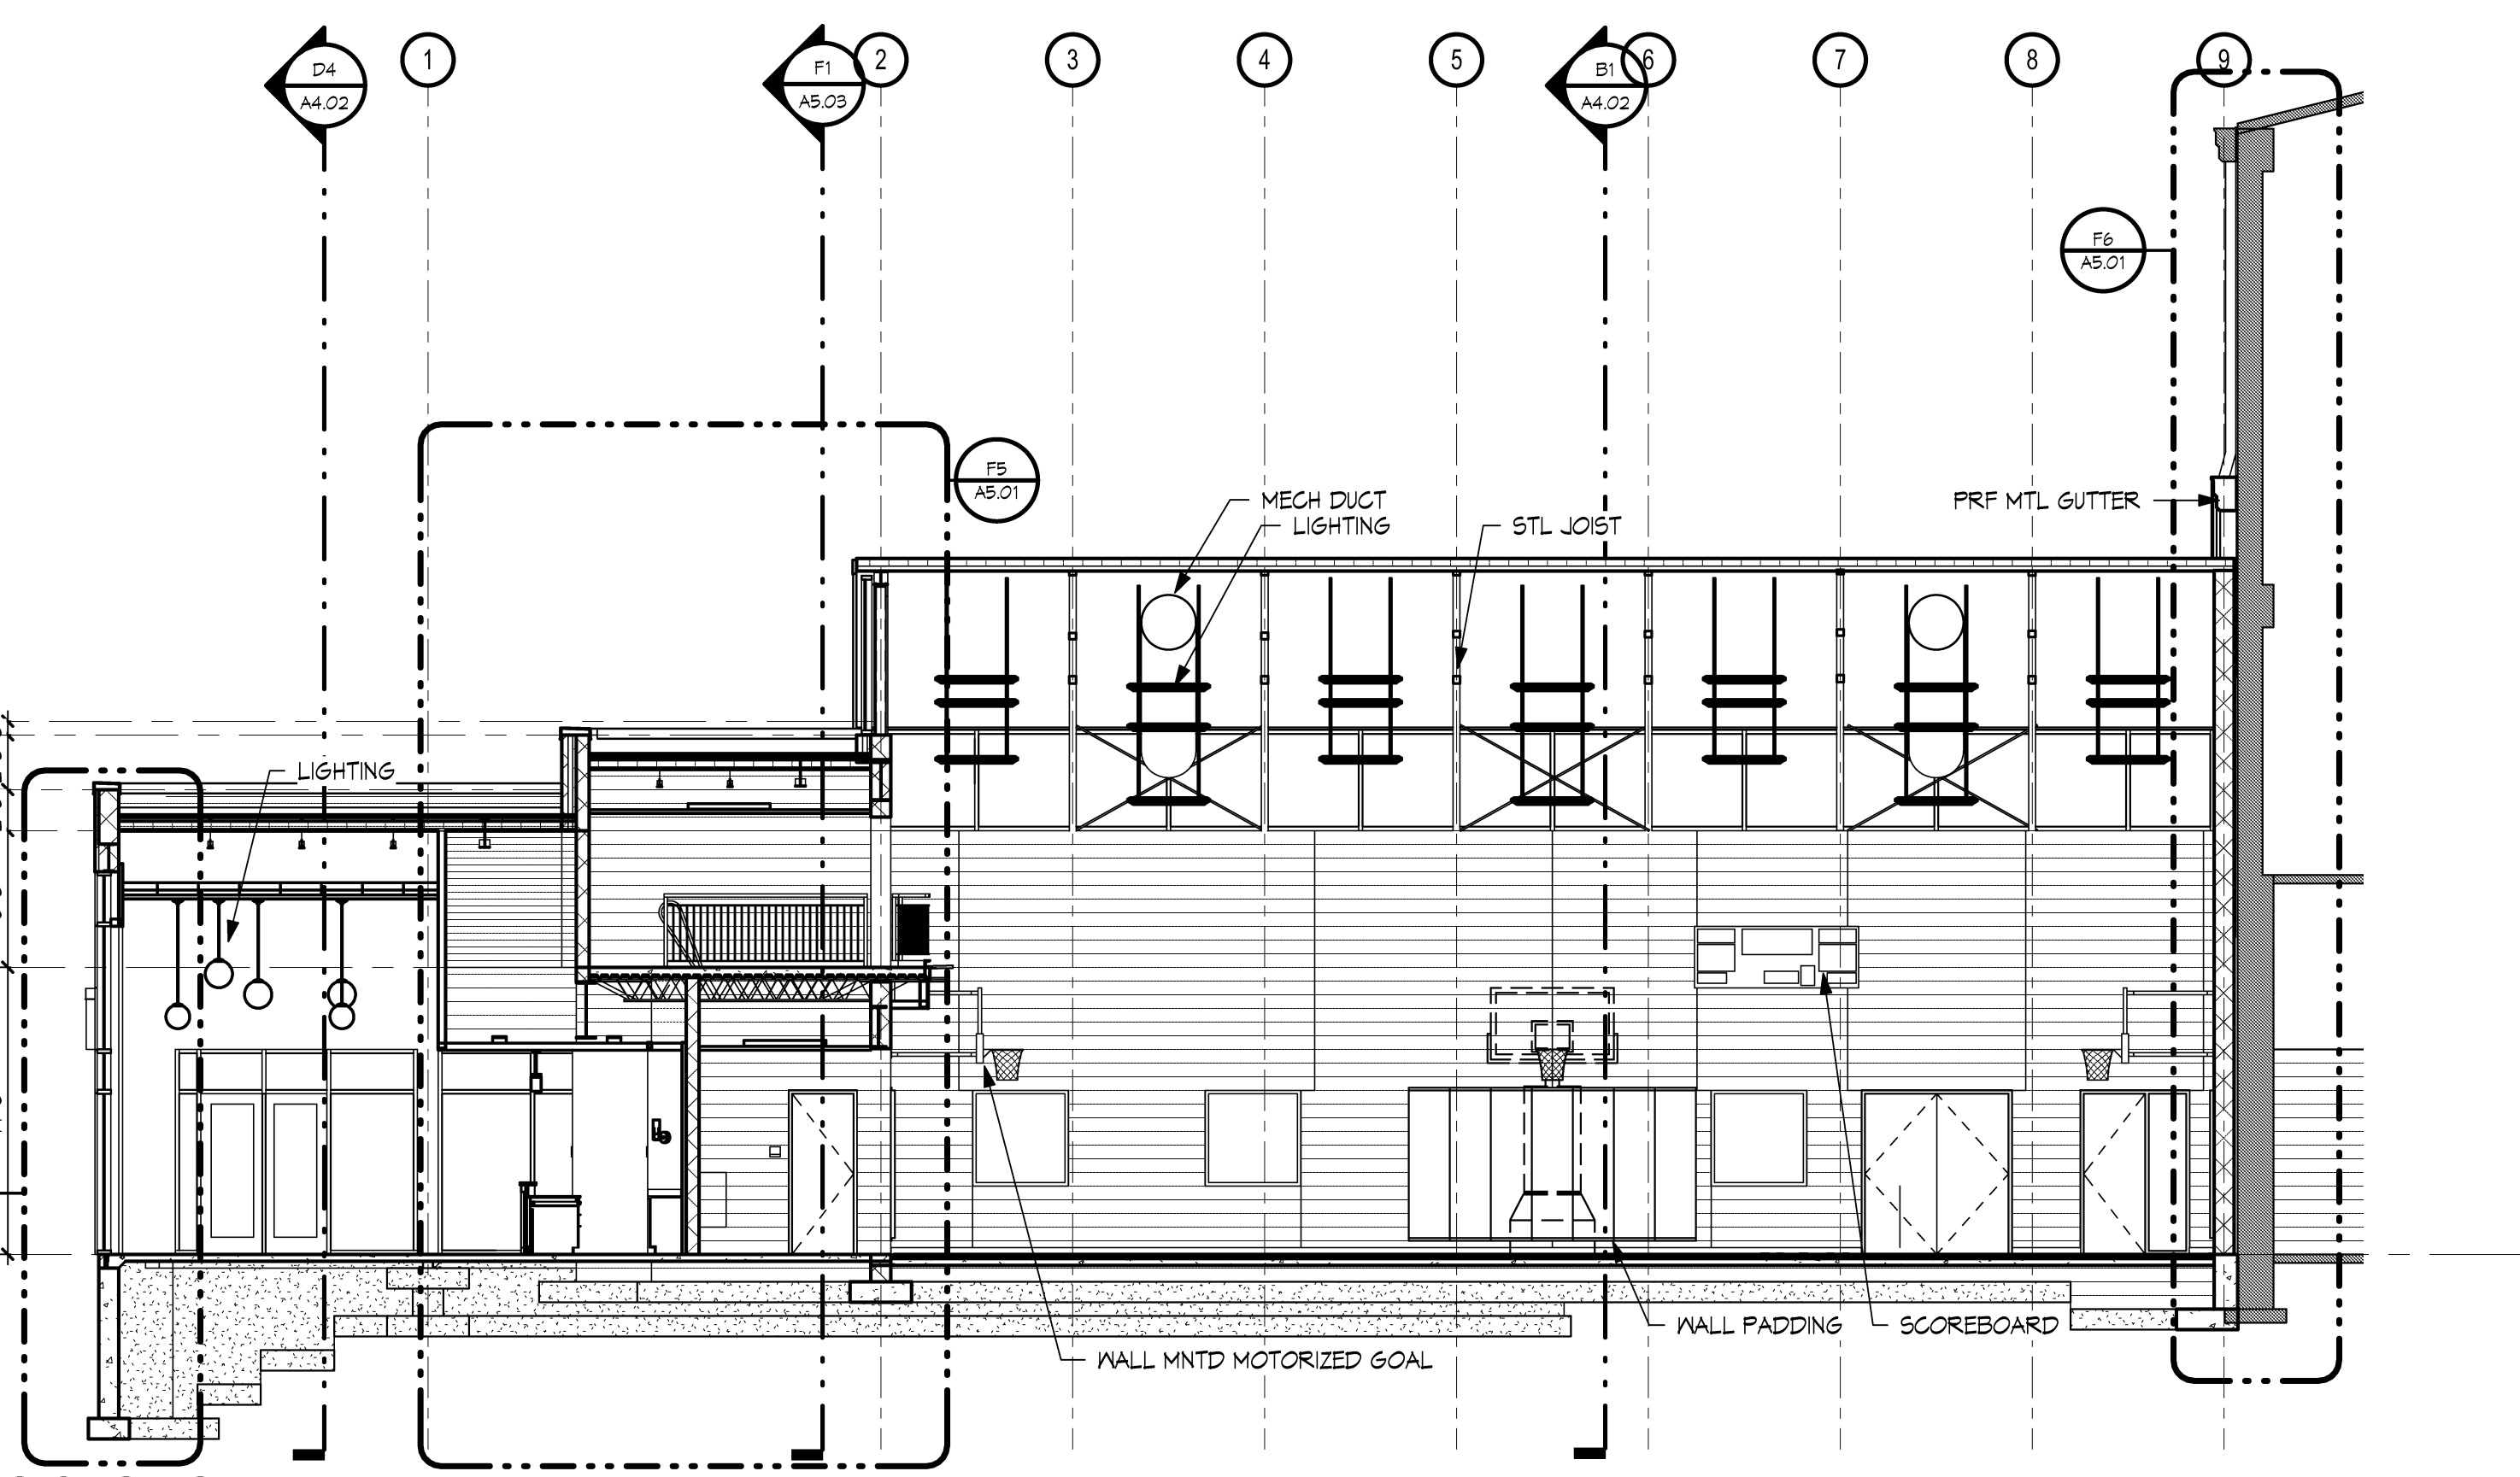 D4
A4.02
1
F1
A5.03
2
3
4
5
B1
A4.02
6
7
8
9
F6
A5.01
F5
A5.01
MECH DUCT
LIGHTING
STL JOIST
PRF MTL GUTTER
LIGHTING
WALL PADDING
SCOREBOARD
WALL MNTD MOTORIZED GOAL